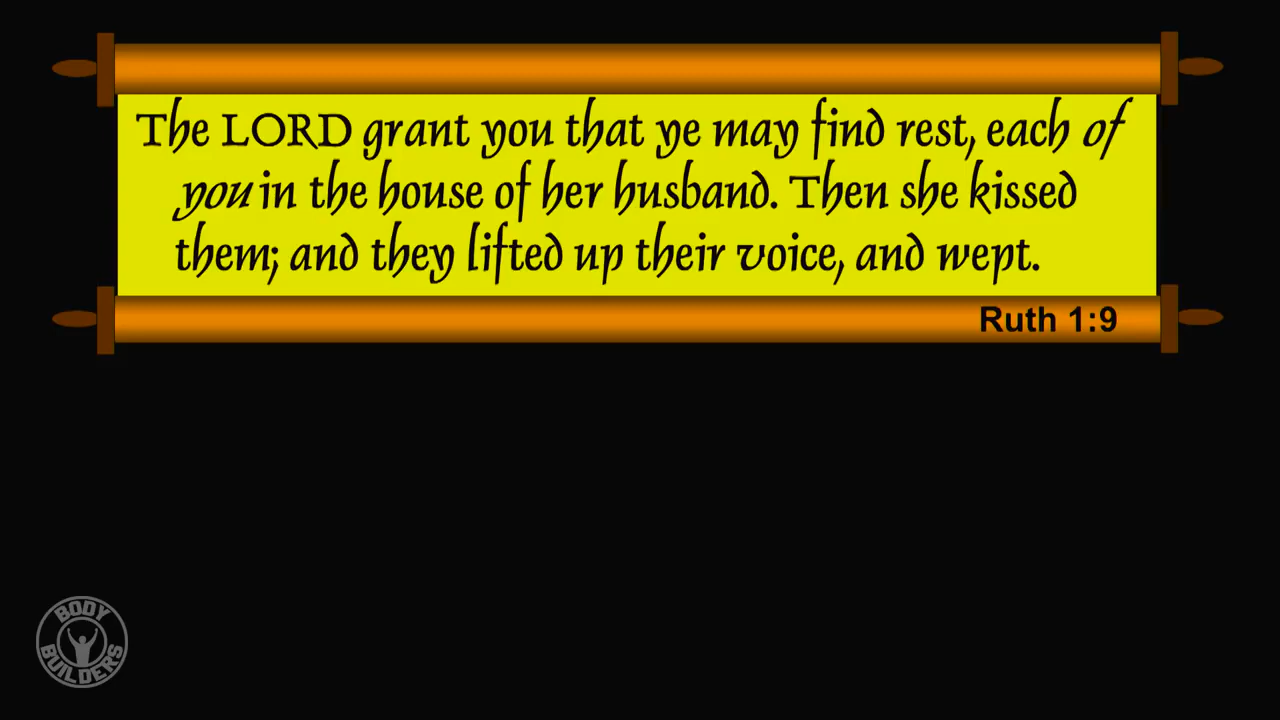 The LORD grant you that ye may find rest, each of
you in the house of her husband. Then she kissed
them; and they lifted up their voice, and wept.
Ruth 1:9
BODY
BUILDERS